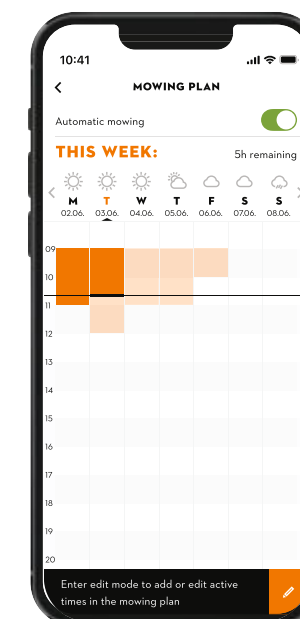 10:41
MOWING PLAN
Automatic mowing
THIS WEEK:
5h remaining
M T W T F S S
02.06. 03.06. 04.06. 05.06. 06.06. 07.06. 08.06.
09
10
11
12
13
14
15
16
17
18
19
20
Enter edit mode to add or edit active
times in the mowing plan